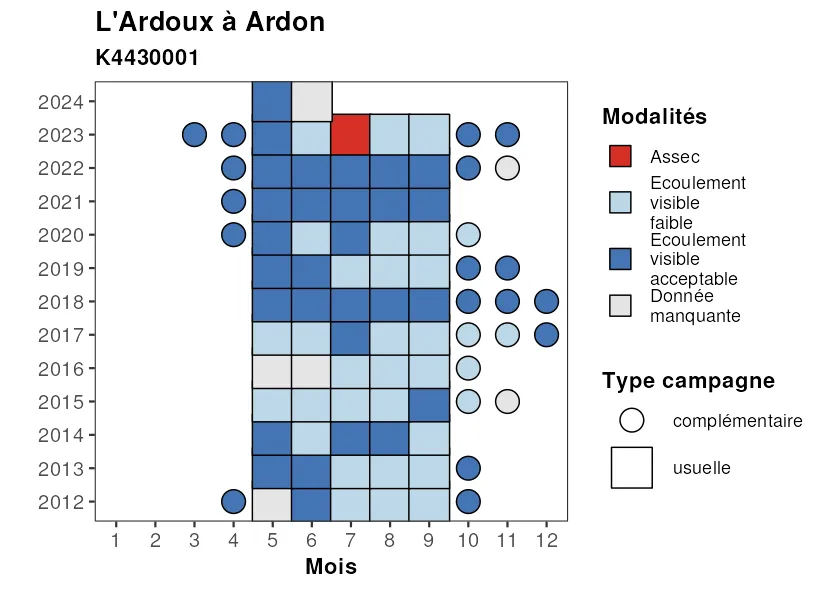 L'Ardoux à Ardon
K4430001
2024
2023
2022
2021
2020
2019
2018
2017
2016
2015
2014
2013
2012
1 2 3 4 5 6 7 8 9 10 11 12
Mois
Modalités
Assec
Ecoulement
visible
faible
Ecoulement
visible
acceptable
Donnée
manquante
Type campagne
complémentaire
usuelle